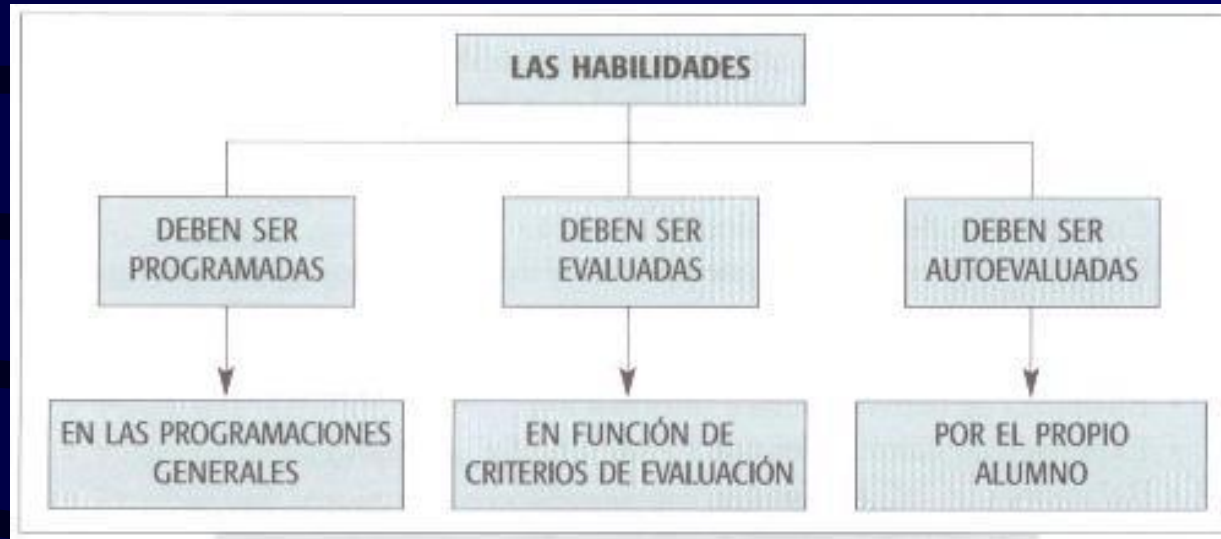 LAS HABILIDADES
DEBEN SER
PROGRAMADAS
DEBEN SER
EVALUADAS
DEBEN SER
AUTOEVALUADAS
EN LAS PROGRAMACIONES
GENERALES
EN FUNCIÓN DE
CRITERIOS DE EVALUACIÓN
POR EL PROPIO
ALUMNO